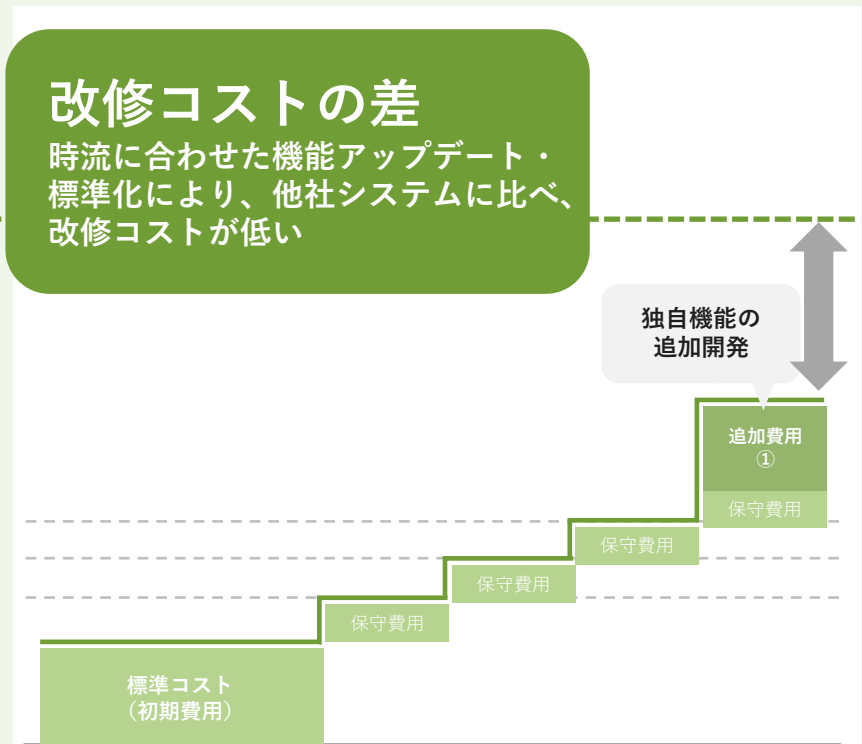 改修コストの差
時流に合わせた機能アップデート・
標準化により、他社システムに比べ、
改修コストが低い
独自機能の
追加開発
追加費用
①
保守費用
保守費用
保守費用
保守費用
標準コスト
（初期費用）